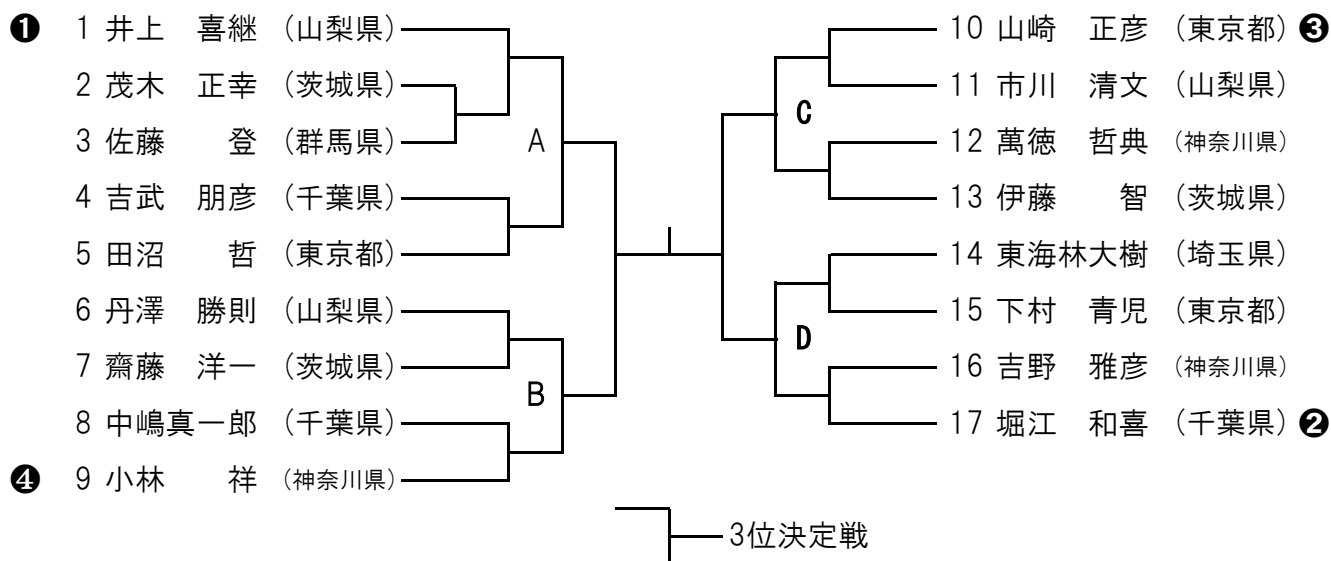 ❶ 1 井上 喜継 (山梨県)
2 茂木 正幸 (茨城県)
3 佐藤 登 (群馬県)
4 吉武 朋彦 (千葉県)
5 田沼 哲 (東京都)
6 丹澤 勝則 (山梨県)
7 齋藤 洋一 (茨城県)
8 中嶋真一郎 (千葉県)
❹ 9 小林 祥 (神奈川県)
A
B
10 山崎 正彦 (東京都) ❸
11 市川 清文 (山梨県)
12 萬徳 哲典 (神奈川県)
13 伊藤 智 (茨城県)
14 東海林大樹 (埼玉県)
15 下村 青児 (東京都)
16 吉野 雅彦 (神奈川県)
17 堀江 和喜 (千葉県) ❷
C
D
3位決定戦